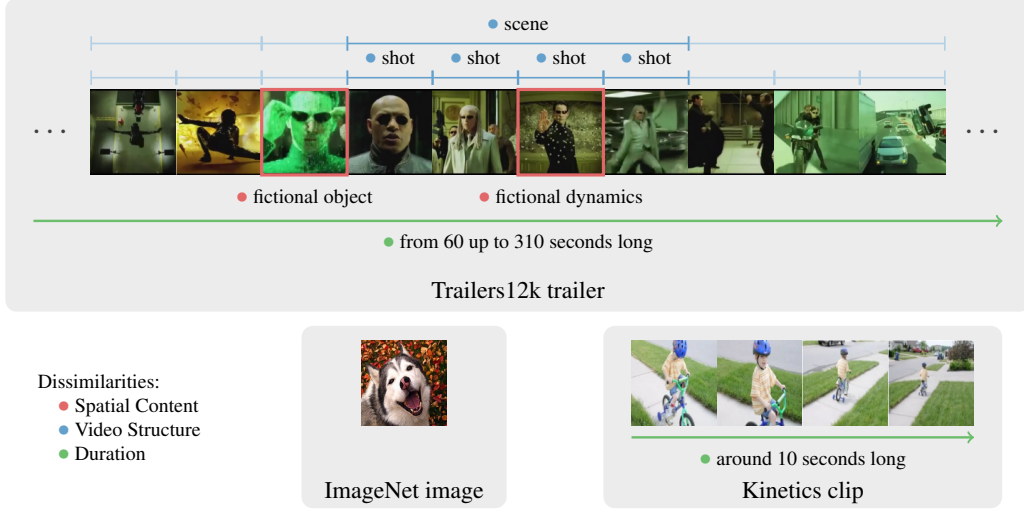 scene
shot shot shot shot
... ...
fictional object fictional dynamics
from 60 up to 310 seconds long
Trailers12k trailer
Dissimilarities:
Spatial Content
Video Structure
Duration
ImageNet image
around 10 seconds long
Kinetics clip